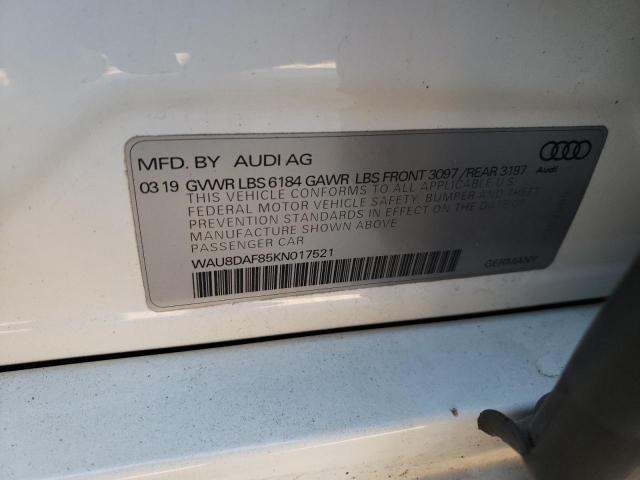 MFD. BY AUDI AG
03 19 GVWR LBS 6184 GAWR LBS FRONT 3097 /REAR 3197
THIS VEHICLE CONFORMS TO ALL APPLICABLE U.S.
FEDERAL MOTOR VEHICLE SAFETY, BUMPER, AND THEFT
PREVENTION STANDARDS IN EFFECT ON THE DATE OF
MANUFACTURE SHOWN ABOVE
PASSENGER CAR
WAU8DAF85KN017521
GERMANY
Audi